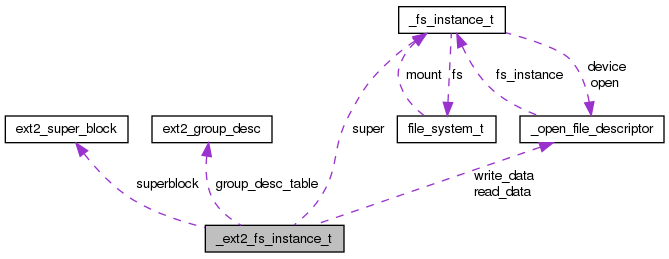 _fs_instance_t
device
open
mount
fs
fs_instance
ext2_super_block
ext2_group_desc
super
file_system_t
_open_file_descriptor
superblock
group_desc_table
write_data
read_data
_ext2_fs_instance_t